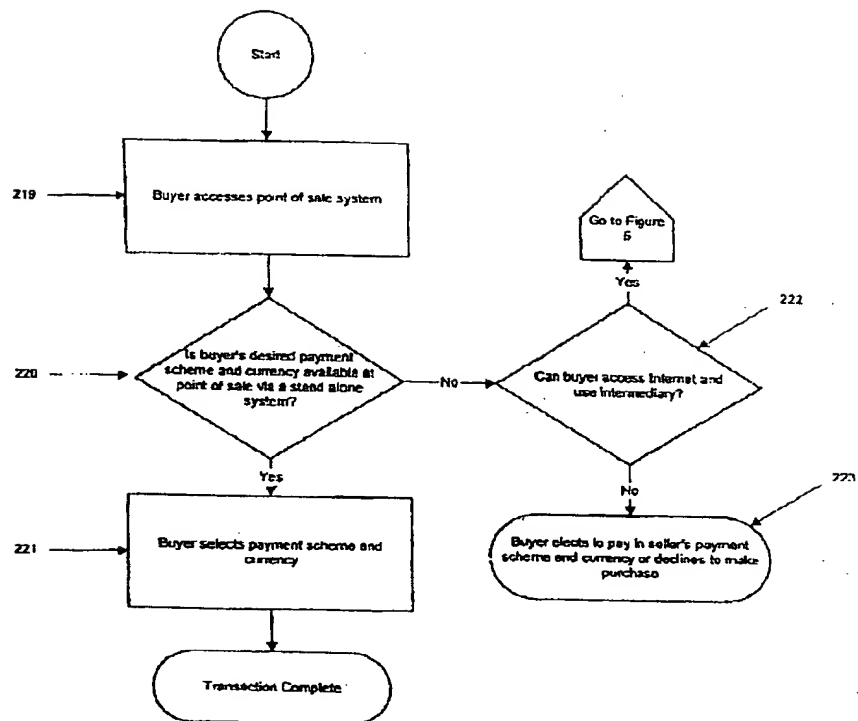 Start
219
Buyer accesses point of sale system
Go to Figure
Yes
222
220
Is buyer's desired payment
scheme and currency available at
point of sale via a stand alone
system?
No
Can buyer access Internet and
use intermediary?
Yes
No
223
221
Buyer selects payment scheme and
currency
Buyer elects to pay in seller's payment
scheme and currency or declines to make
purchase
Transaction Complete